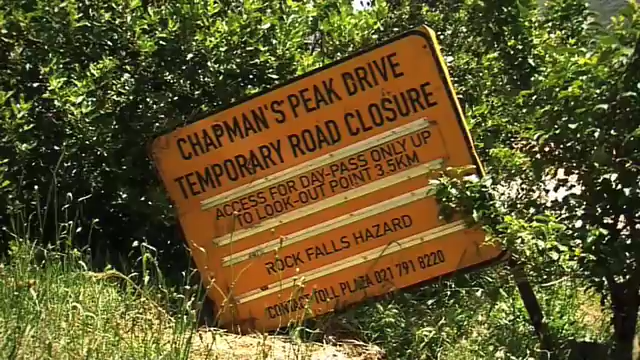 CHAPMAN'S PEAK DRIVE
TEMPORARY ROAD CLOSURE
ACCESS FOR DAY-PASS ONLY UP
TO LOOK-OUT POINT 3.5KM
ROCK FALLS HAZARD
CONTACT TOLL PLAZA 021 791 8220